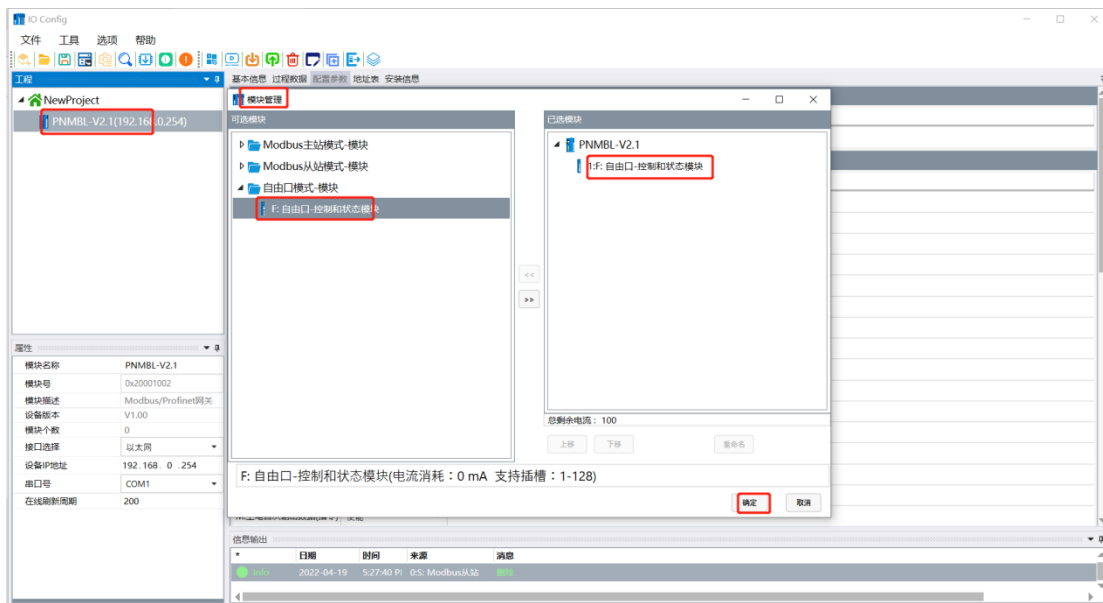 IO Config
文件 工具 选项 帮助
工程
NewProject
PNMBL-V2.1(192.168.0.254)
基本信息 过程数据 配置参数 地址表 安装信息
模块管理
可选模块
Modbus主站模式-模块
Modbus从站模式-模块
自由口模式-模块
F: 自由口-控制和状态模块
<<
>>
已选模块
PNMBL-V2.1
1:F: 自由口-控制和状态模块
总剩余电流： 100
上移 下移 重命名
F: 自由口-控制和状态模块(电流消耗：0 mA 支持插槽：1-128)
确定 取消
属性
模块名称 PNMBL-V2.1
模块号 0x20001002
模块描述 Modbus/Profinet网关
设备版本 V1.00
模块个数 0
接口选择 以太网
设备IP地址 192.168. 0 .254
串口号 COM1
在线刷新周期 200
信息输出
* 日期 时间 来源 消息
Info 2022-04-19 5:27:40 PI 0:5: Modbus从站 删除